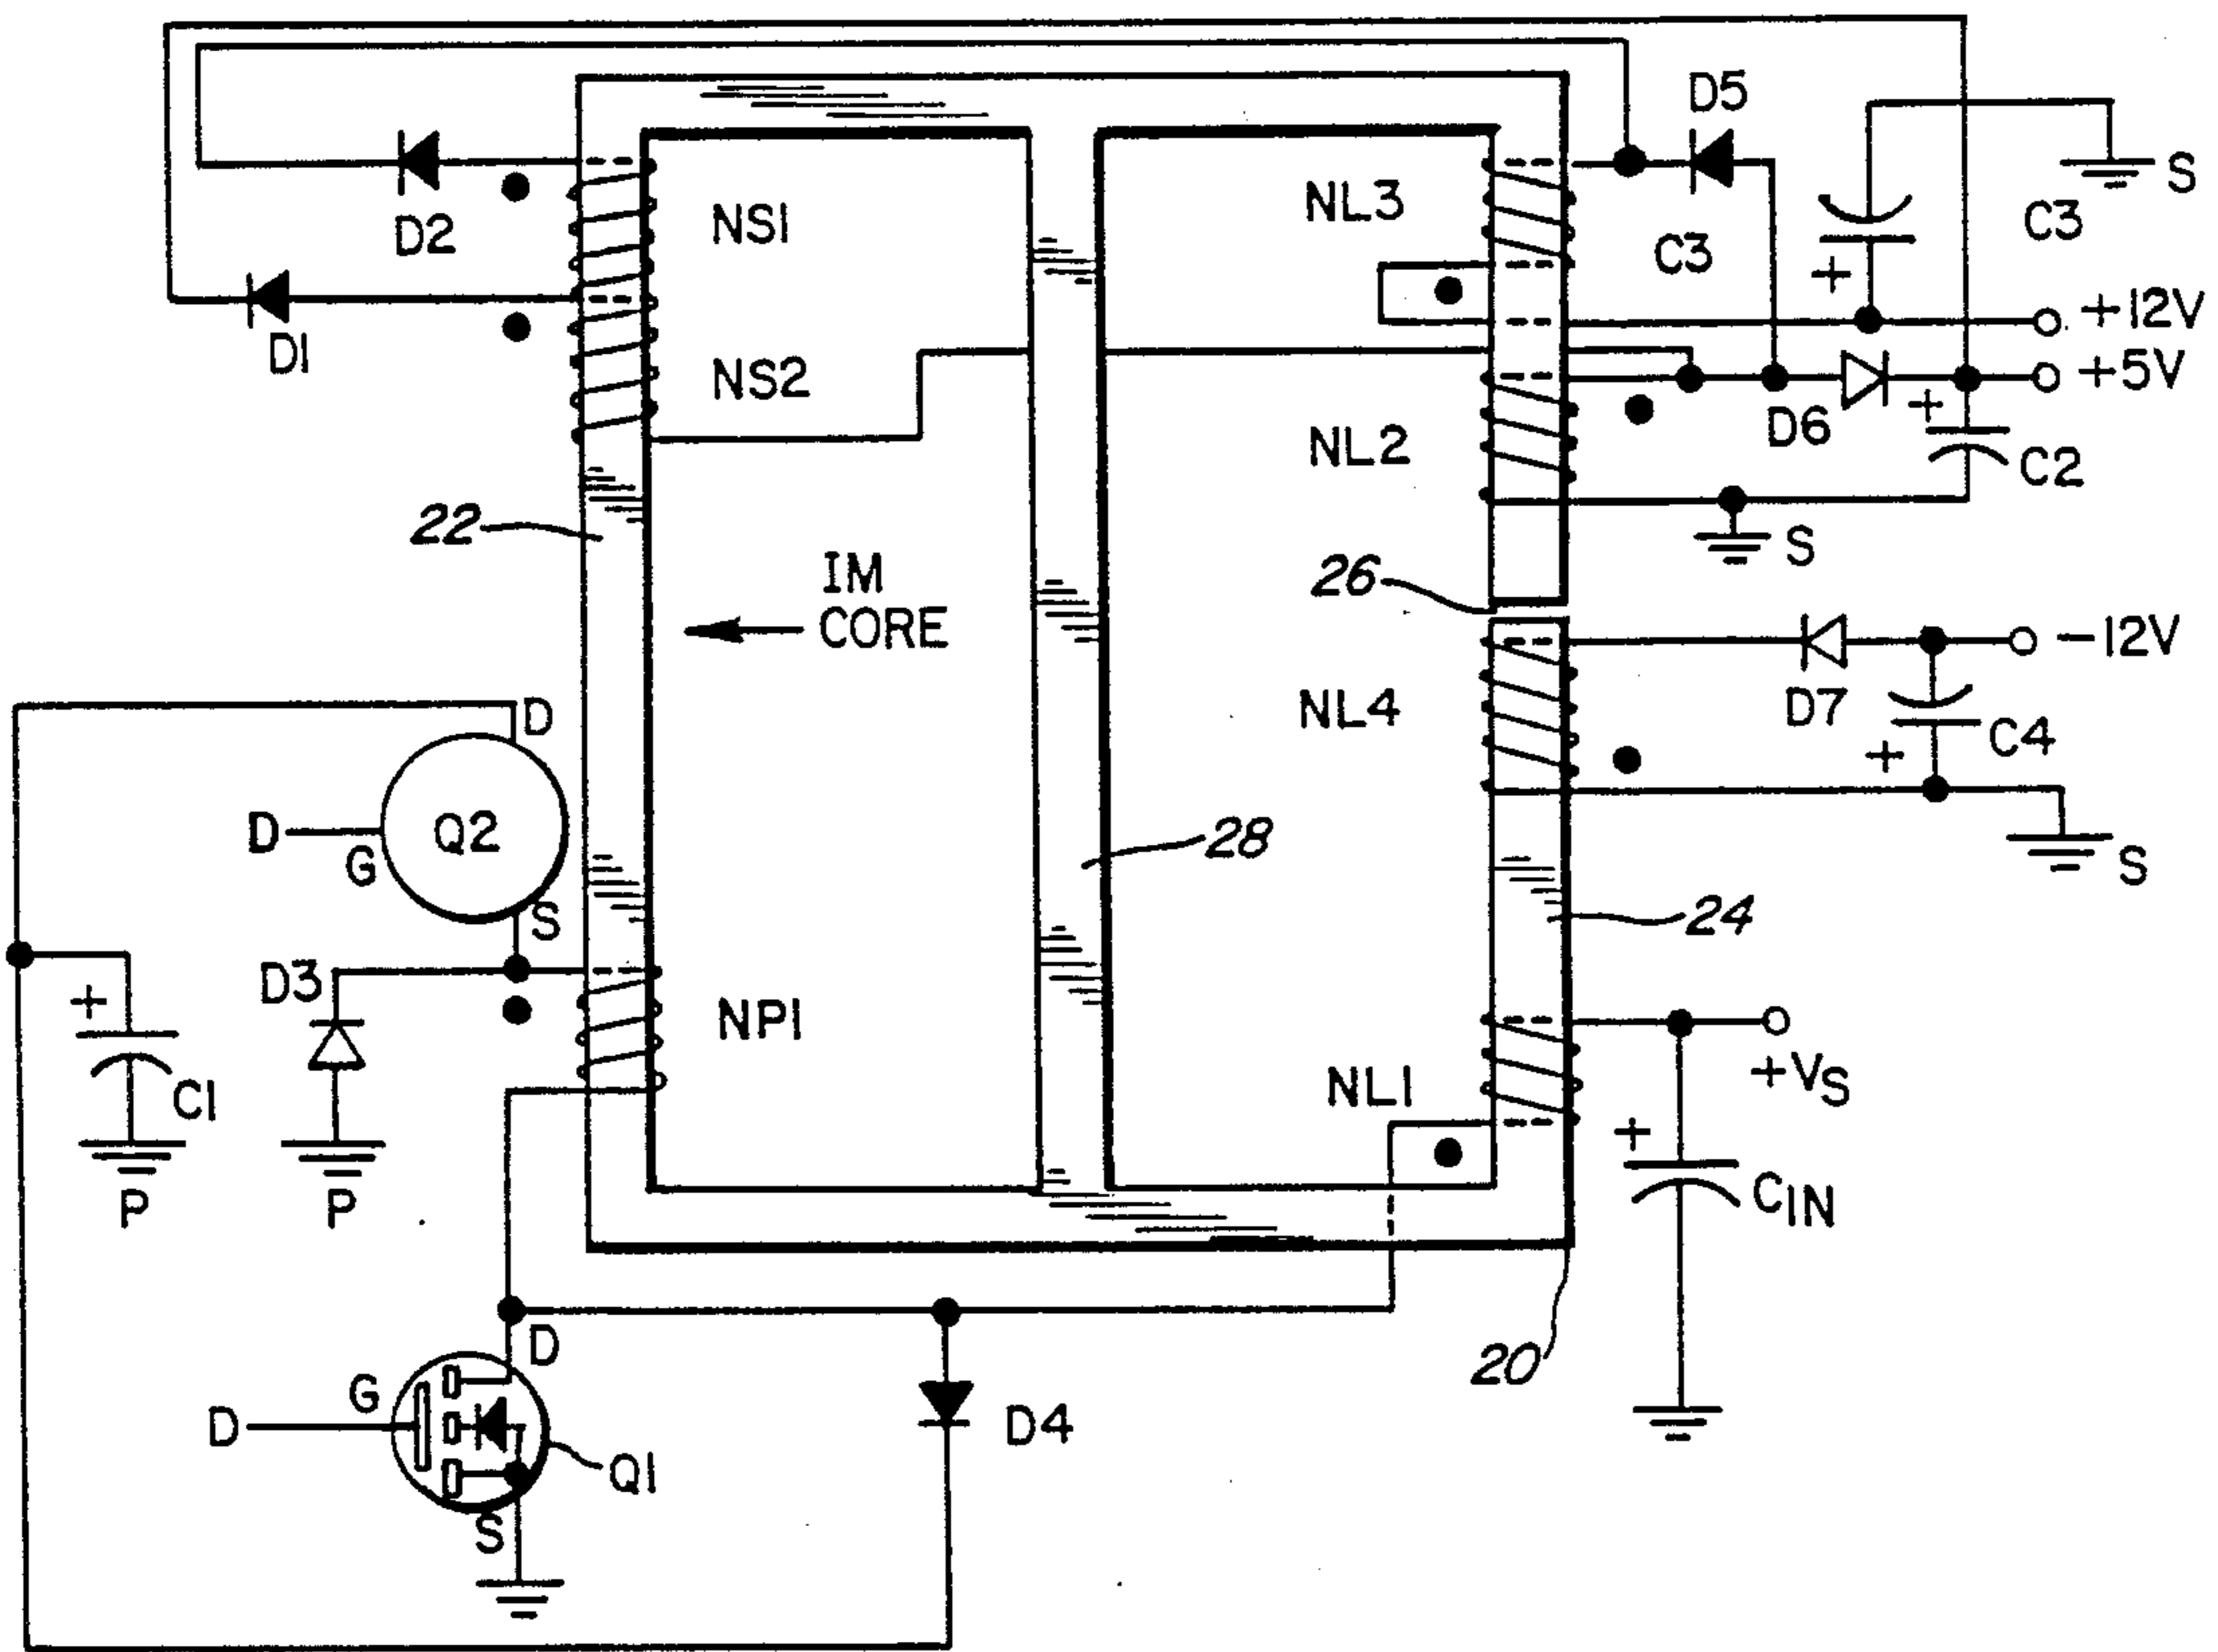 D5
S
D2
NS1
NL3
C3
C3
+
+12V
D1
NS2
+5V
NL2
D6
+
C2
22
S
26
IM
CORE
-12V
NL4
D7
C4
+
D
Q2
D
G
S
28
S
24
D3
+
NP1
C1
NL1
+VS
+
P
P
CIN
D
20
G
D
D4
Q1
S